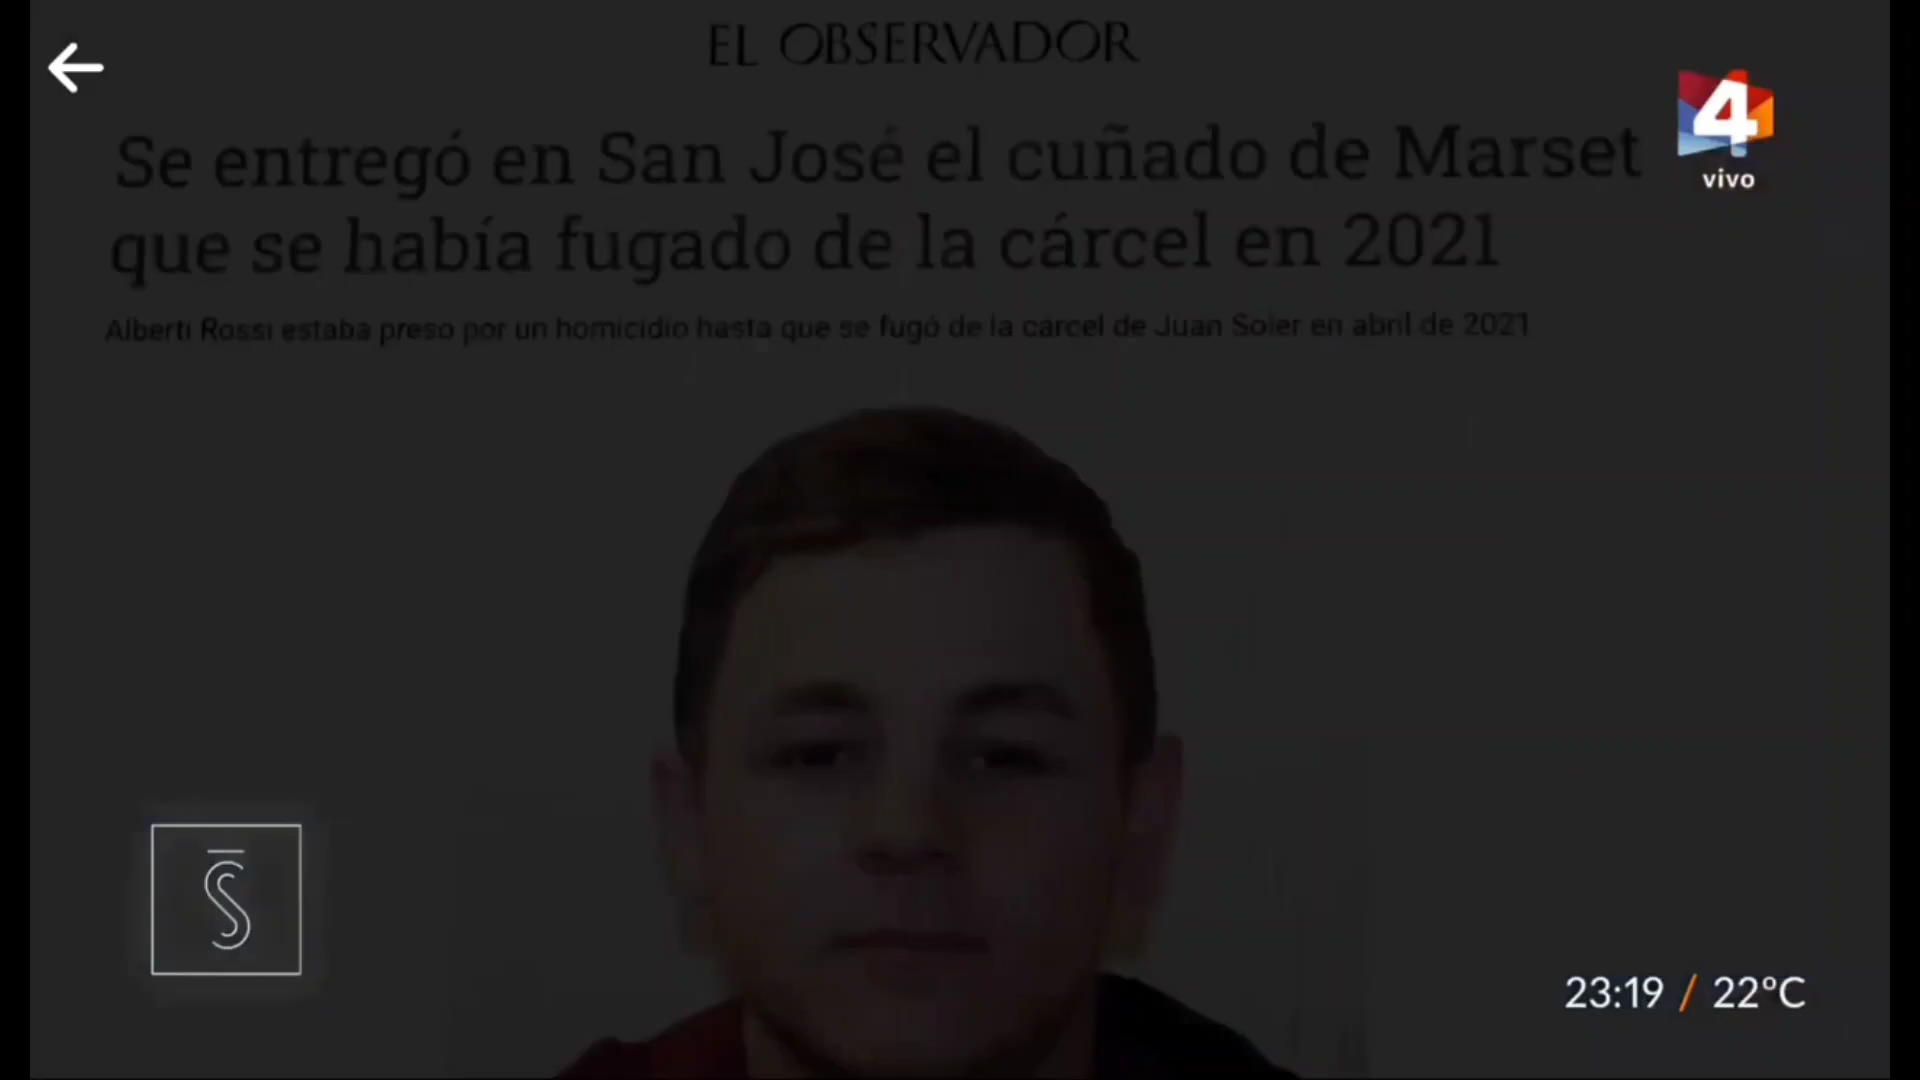 EL OBSERVADOR
4
vivo
Se entregó en San José el cuñado de Marset
que se había fugado de la cárcel en 2021
Alberti Rossi estaba preso por un homicidio hasta que se fugó de la cárcel de Juan Soler en abril de 2021
S
23:19 / 22°C